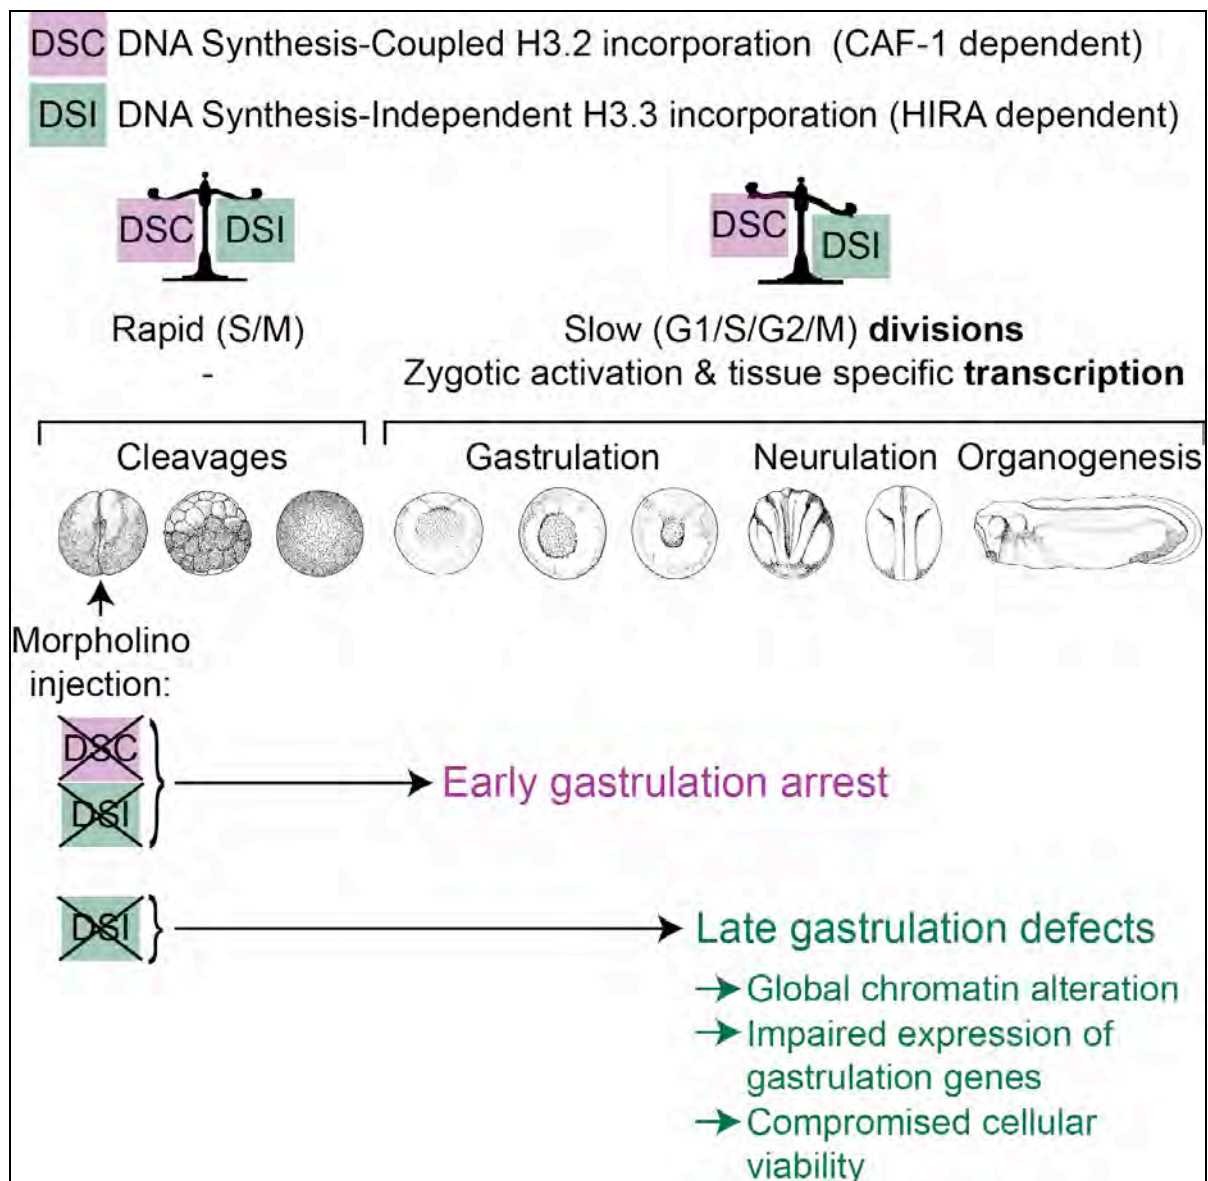 DSC DNA Synthesis-Coupled H3.2 incorporation (CAF-1 dependent)
DSI DNA Synthesis-Independent H3.3 incorporation (HIRA dependent)
DSC DSI
DSC DSI
Rapid (S/M)
Slow (G1/S/G2/M) divisions
-
Zygotic activation & tissue specific transcription
Cleavages
Gastrulation
Neurulation
Organogenesis
Morpholino
injection:
DSC
DSI
Early gastrulation arrest
DSI
Late gastrulation defects
Global chromatin alteration
Impaired expression of
gastrulation genes
Compromised cellular
viability